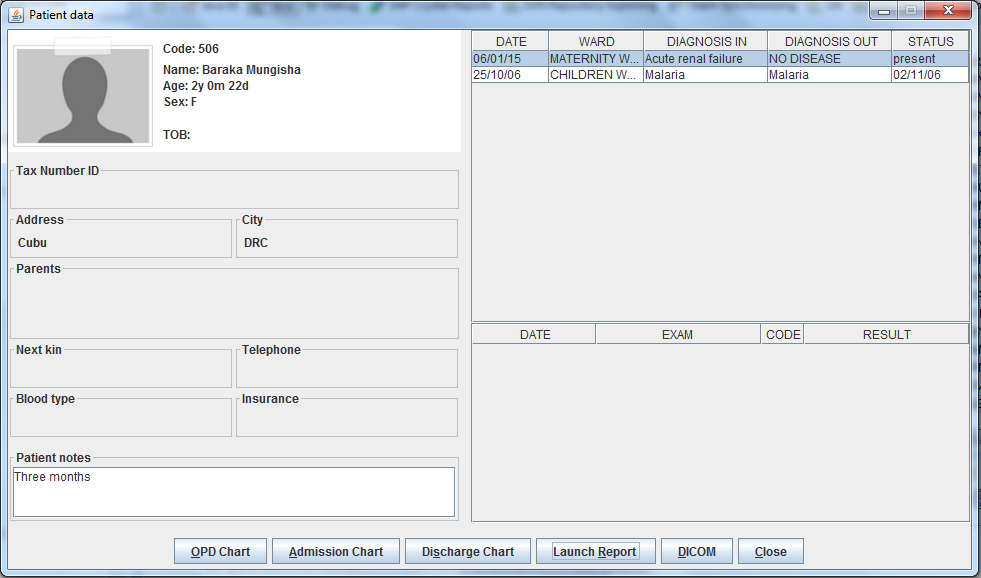 Patient data
Code: 506
Name: Baraka Mungisha
Age: 2y 0m 22d
Sex: F
TOB:
Tax Number ID
Address
Cubu
City
DRC
Parents
Next kin
Telephone
Blood type
Insurance
Patient notes
Three months
DATE WARD DIAGNOSIS IN DIAGNOSIS OUT STATUS
06/01/15 MATERNITY W... Acute renal failure NO DISEASE present
25/10/06 CHILDREN W... Malaria Malaria 02/11/06
DATE EXAM CODE RESULT
OPD Chart Admission Chart Discharge Chart Launch Report DICOM Close